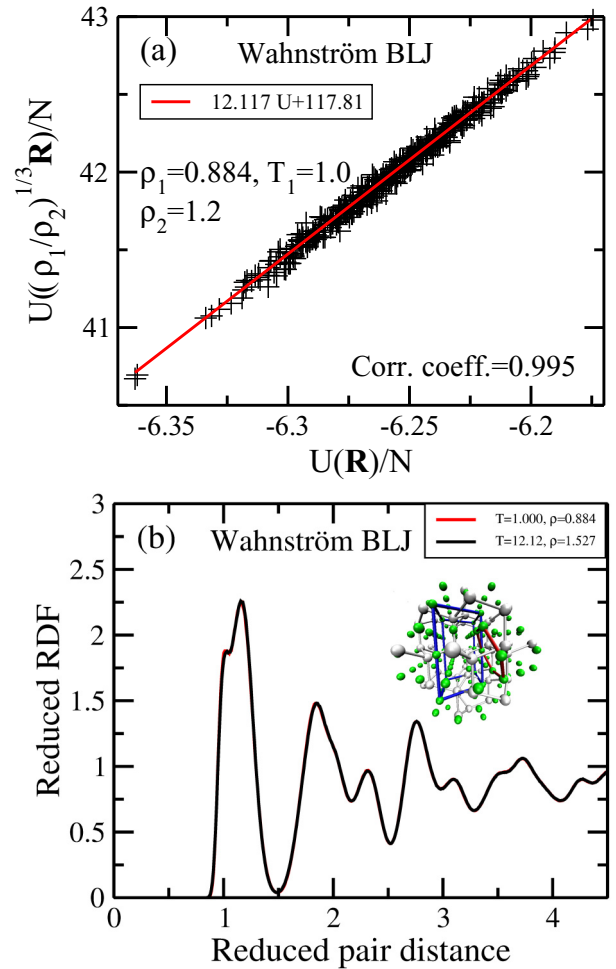 (a) Wahnström BLJ
12.117 U+117.81
ρ₁=0.884, T₁=1.0
ρ₂=1.2
Corr. coeff.=0.995
43
42
41
U((ρ₁/ρ₂)^1/3 R)/N
-6.35 -6.3 -6.25 -6.2
U(R)/N
(b) Wahnström BLJ
T=1.000, ρ=0.884
T=12.12, ρ=1.527
3
2.5
2
1.5
1
0.5
0
Reduced RDF
0 1 2 3 4
Reduced pair distance